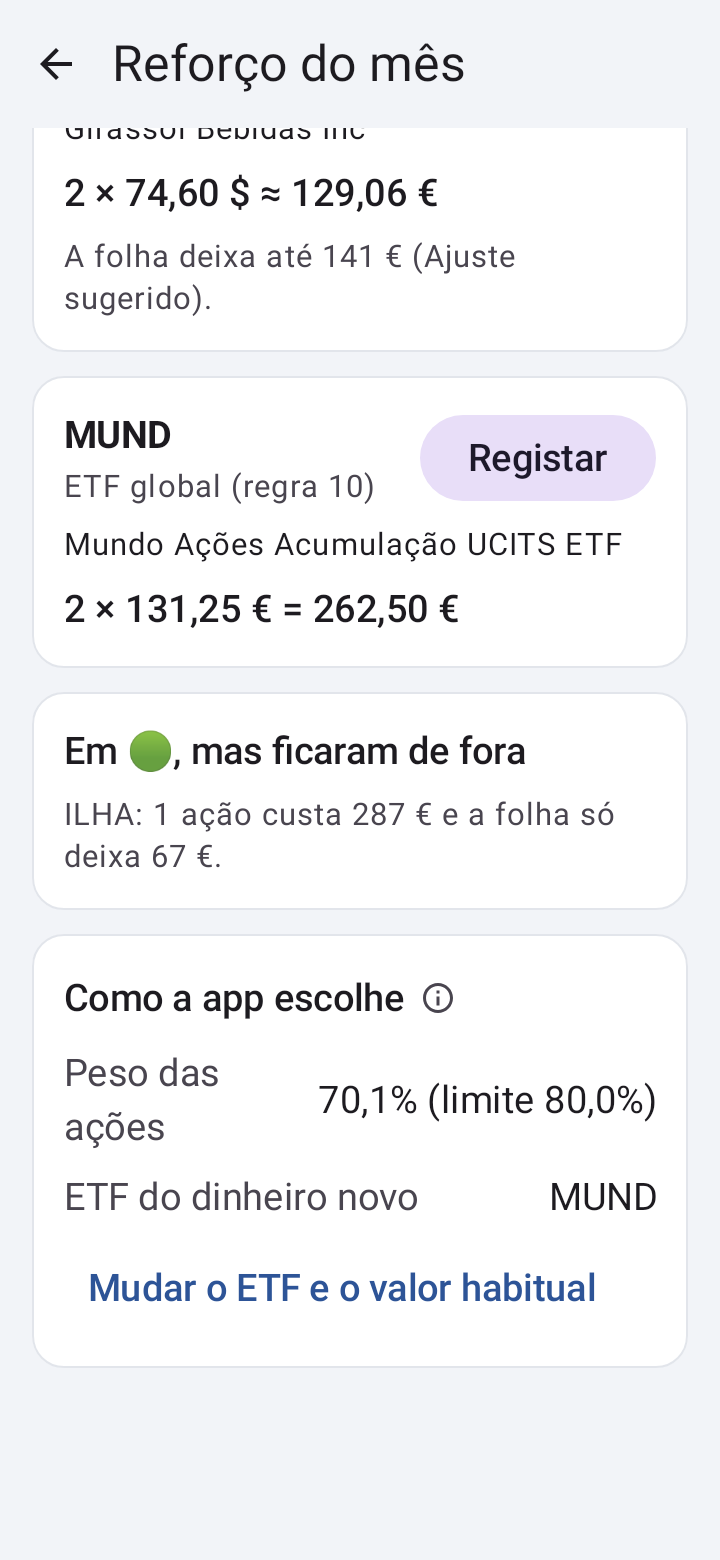 Reforço do mês
Girassol Bebidas Inc
2 × 74,60 $ ≈ 129,06 €
A folha deixa até 141 € (Ajuste
sugerido).
MUND
Registar
ETF global (regra 10)
Mundo Ações Acumulação UCITS ETF
2 × 131,25 € = 262,50 €
Em 🟢, mas ficaram de fora
ILHA: 1 ação custa 287 € e a folha só
deixa 67 €.
Como a app escolhe
Peso das
ações
70,1% (limite 80,0%)
ETF do dinheiro novo
MUND
Mudar o ETF e o valor habitual